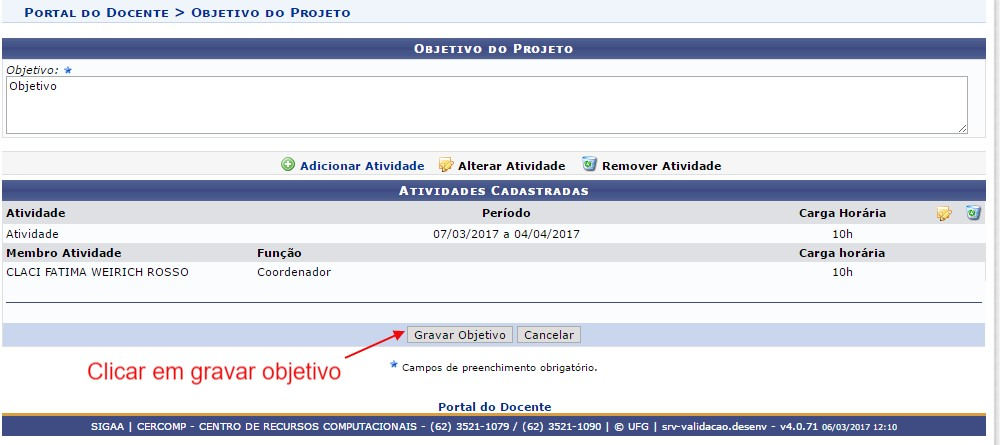 Portal do Docente > Objetivo do Projeto
Objetivo do Projeto
Objetivo:
Objetivo
Adicionar Atividade Alterar Atividade Remover Atividade
Atividades Cadastradas
Atividade Período Carga Horária
Atividade 07/03/2017 a 04/04/2017 10h
Membro Atividade Função Carga horária
CLACI FATIMA WEIRICH ROSSO Coordenador 10h
Gravar Objetivo Cancelar
Clicar em gravar objetivo
Campos de preenchimento obrigatório.
Portal do Docente
SIGAA | CERCOMP - CENTRO DE RECURSOS COMPUTACIONAIS - (62) 3521-1079 / (62) 3521-1090 | © UFG | srv-validacao.desenv - v4.0.71 06/03/2017 12:10